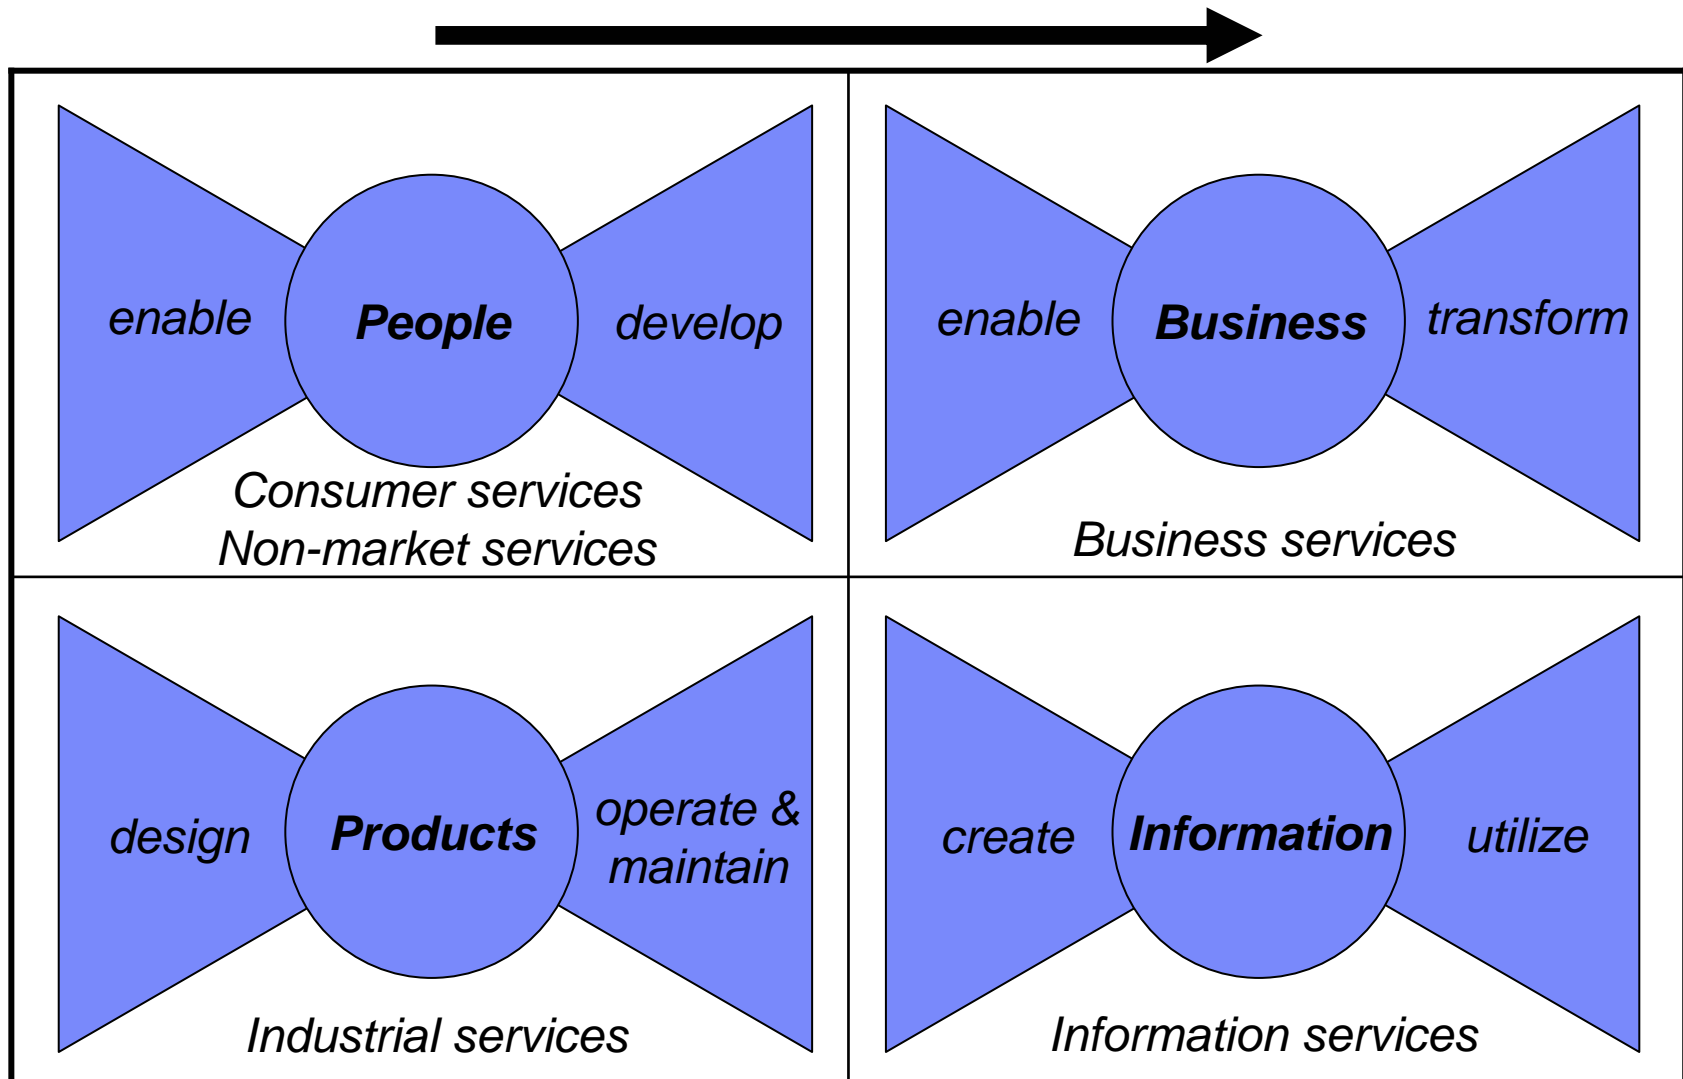 enable
People
develop
Consumer services
Non-market services
enable
Business
transform
Business services
design
Products
operate &
maintain
Industrial services
create
Information
utilize
Information services